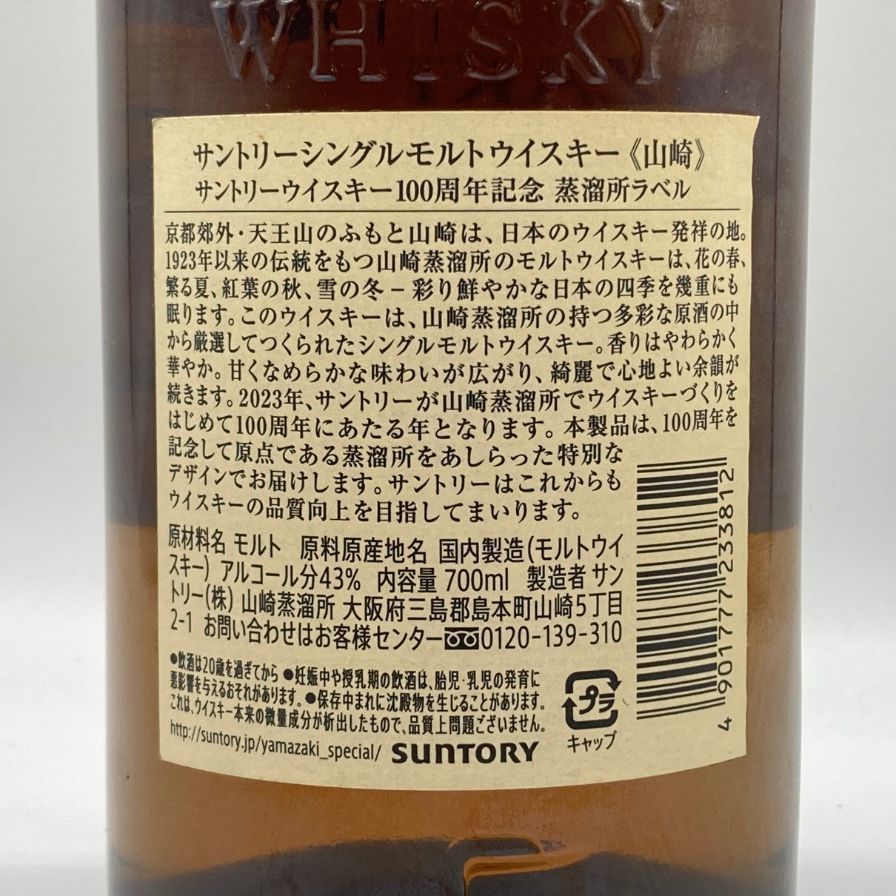 WHISKY
サントリーシングルモルトウイスキー《山崎》
サントリーウイスキー100周年記念 蒸溜所ラベル
京都郊外・天王山のふもと山崎は、日本のウイスキー発祥の地。
1923年以来の伝統をもつ山崎蒸溜所のモルトウイスキーは、花の春、
繁る夏、紅葉の秋、雪の冬－彩り鮮やかな日本の四季を幾重にも
眠ります。このウイスキーは、山崎蒸溜所の持つ多彩な原酒の中
から厳選してつくられたシングルモルトウイスキー。香りはやわらかく
華やか。甘くなめらかな味わいが広がり、綺麗で心地よい余韻が
続きます。2023年、サントリーが山崎蒸溜所でウイスキーづくりを
はじめて100周年にあたる年となります。本製品は、100周年を
記念して原点である蒸溜所をあしらった特別な
デザインでお届けします。サントリーはこれからも
ウイスキーの品質向上を目指してまいります。
原材料名 モルト 原料原産地名 国内製造(モルトウイ
スキー) アルコール分43% 内容量 700ml 製造者 サン
トリー(株) 山崎蒸溜所 大阪府三島郡島本町山崎5丁目
2-1 お問い合わせはお客様センター 0120-139-310
●飲酒は20歳を過ぎてから ●妊娠中や授乳期の飲酒は、胎児・乳児の発育に
悪影響を与えるおそれがあります。●保存中まれに沈殿物を生じることがありますが、
これは、ウイスキー本来の微量成分が析出したもので、品質上問題ございません。
http://suntory.jp/yamazaki_special/ SUNTORY
プラ
キャップ
4 901777 233812